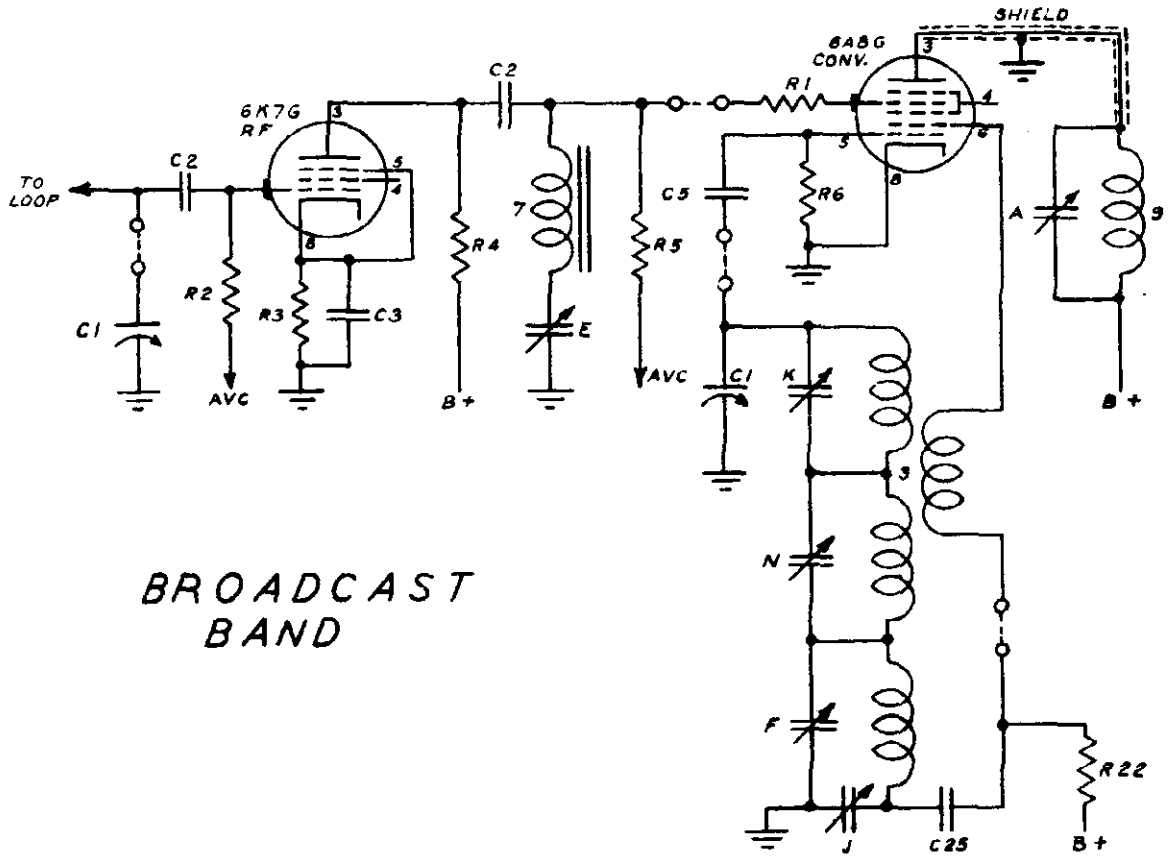 SHIELD
3
6A8G
CONV.
C2
R1
4
6
6K7G
RF
3
5
4
C2
TO
LOOP
5
8
C5
R6
7
R4
R5
A
9
8
R2
R3
C3
C1
E
AVC
B+
AVC
C1
K
B+
3
N
BROADCAST
BAND
F
R22
J
C25
B+